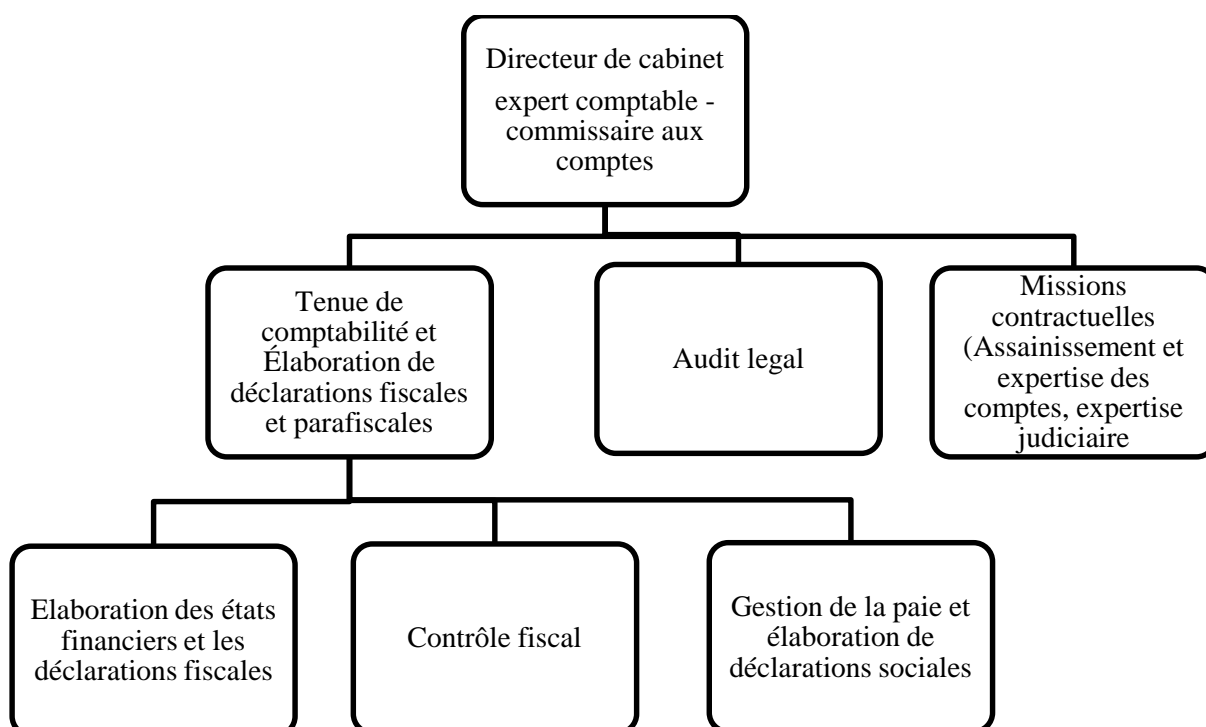 Directeur de cabinet
expert comptable -
commissaire aux
comptes
Tenue de
comptabilité et
Élaboration de
déclarations fiscales
et parafiscales
Audit legal
Missions
contractuelles
(Assainissement et
expertise des
comptes, expertise
judiciaire
Elaboration des états
financiers et les
déclarations fiscales
Contrôle fiscal
Gestion de la paie et
élaboration de
déclarations sociales